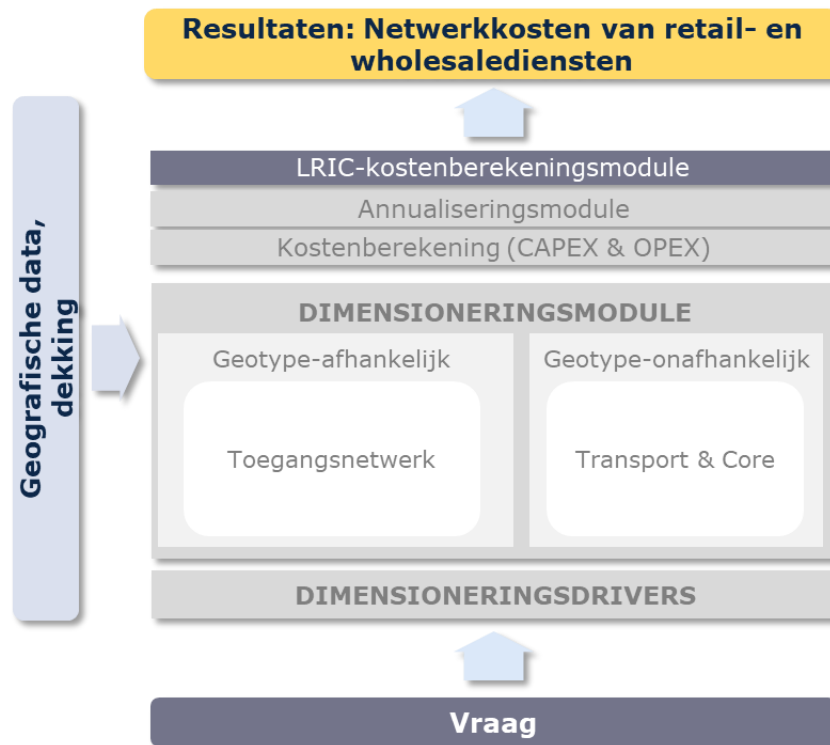 Resultaten: Netwerkkosten van retail- en
wholesalediensten
Geografische data,
dekking
LRIC-kostenberekeningsmodule
Annualiseringsmodule
Kostenberekening (CAPEX & OPEX)
DIMENSIONERINGSMODULE
Geotype-afhankelijk
Geotype-onafhankelijk
Toegangsnetwerk
Transport & Core
DIMENSIONERINGSDRIVERS
Vraag